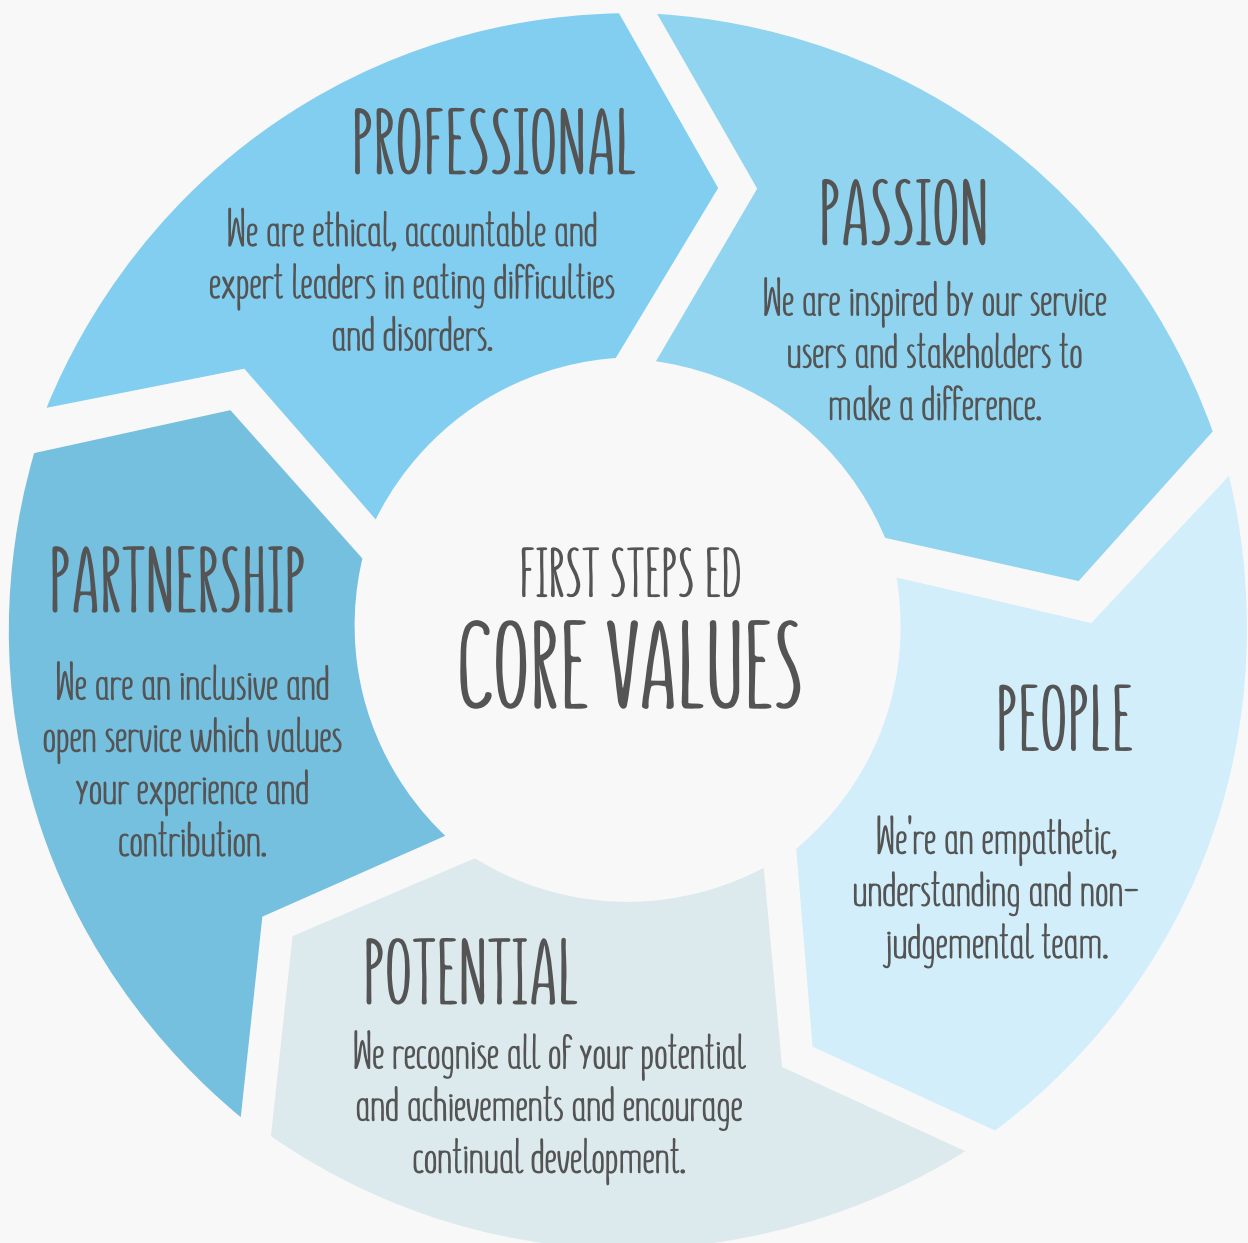 PROFESSIONAL
We are ethical, accountable and
expert leaders in eating difficulties
and disorders.
PASSION
We are inspired by our service
users and stakeholders to
make a difference.
PEOPLE
We're an empathetic,
understanding and non-
judgemental team.
POTENTIAL
We recognise all of your potential
and achievements and encourage
continual development.
PARTNERSHIP
We are an inclusive and
open service which values
your experience and
contribution.
FIRST STEPS ED
CORE VALUES